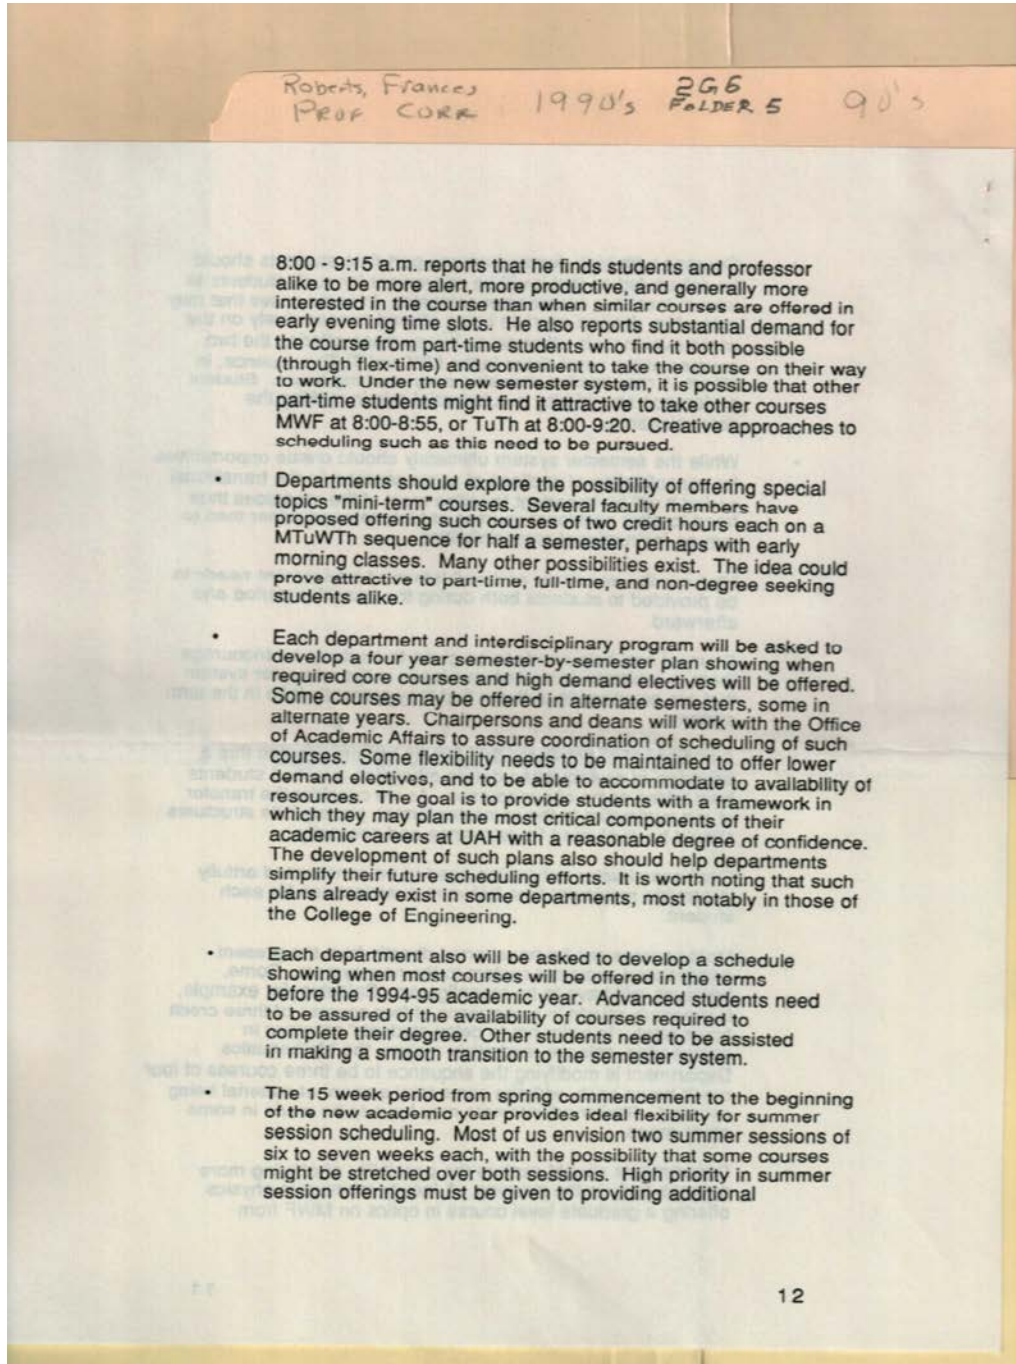 Roberts, Frances 1990's 2G6 90's
PROF CORR FOLDER 5
8:00 - 9:15 a.m. reports that he finds students and professor
alike to be more alert, more productive, and generally more
interested in the course than when similar courses are offered in
early evening time slots. He also reports substantial demand for
the course from part-time students who find it both possible
(through flex-time) and convenient to take the course on their way
to work. Under the new semester system, it is possible that other
part-time students might find it attractive to take other courses
MWF at 8:00-8:55, or TuTh at 8:00-9:20. Creative approaches to
scheduling such as this need to be pursued.
• Departments should explore the possibility of offering special
topics "mini-term" courses. Several faculty members have
proposed offering such courses of two credit hours each on a
MTuWTh sequence for half a semester, perhaps with early
morning classes. Many other possibilities exist. The idea could
prove attractive to part-time, full-time, and non-degree seeking
students alike.
• Each department and interdisciplinary program will be asked to
develop a four year semester-by-semester plan showing when
required core courses and high demand electives will be offered.
Some courses may be offered in alternate semesters, some in
alternate years. Chairpersons and deans will work with the Office
of Academic Affairs to assure coordination of scheduling of such
courses. Some flexibility needs to be maintained to offer lower
demand electives, and to be able to accommodate to availability of
resources. The goal is to provide students with a framework in
which they may plan the most critical components of their
academic careers at UAH with a reasonable degree of confidence.
The development of such plans also should help departments
simplify their future scheduling efforts. It is worth noting that such
plans already exist in some departments, most notably in those of
the College of Engineering.
• Each department also will be asked to develop a schedule
showing when most courses will be offered in the terms
before the 1994-95 academic year. Advanced students need
to be assured of the availability of courses required to
complete their degree. Other students need to be assisted
in making a smooth transition to the semester system.
• The 15 week period from spring commencement to the beginning
of the new academic year provides ideal flexibility for summer
session scheduling. Most of us envision two summer sessions of
six to seven weeks each, with the possibility that some courses
might be stretched over both sessions. High priority in summer
session offerings must be given to providing additional
12